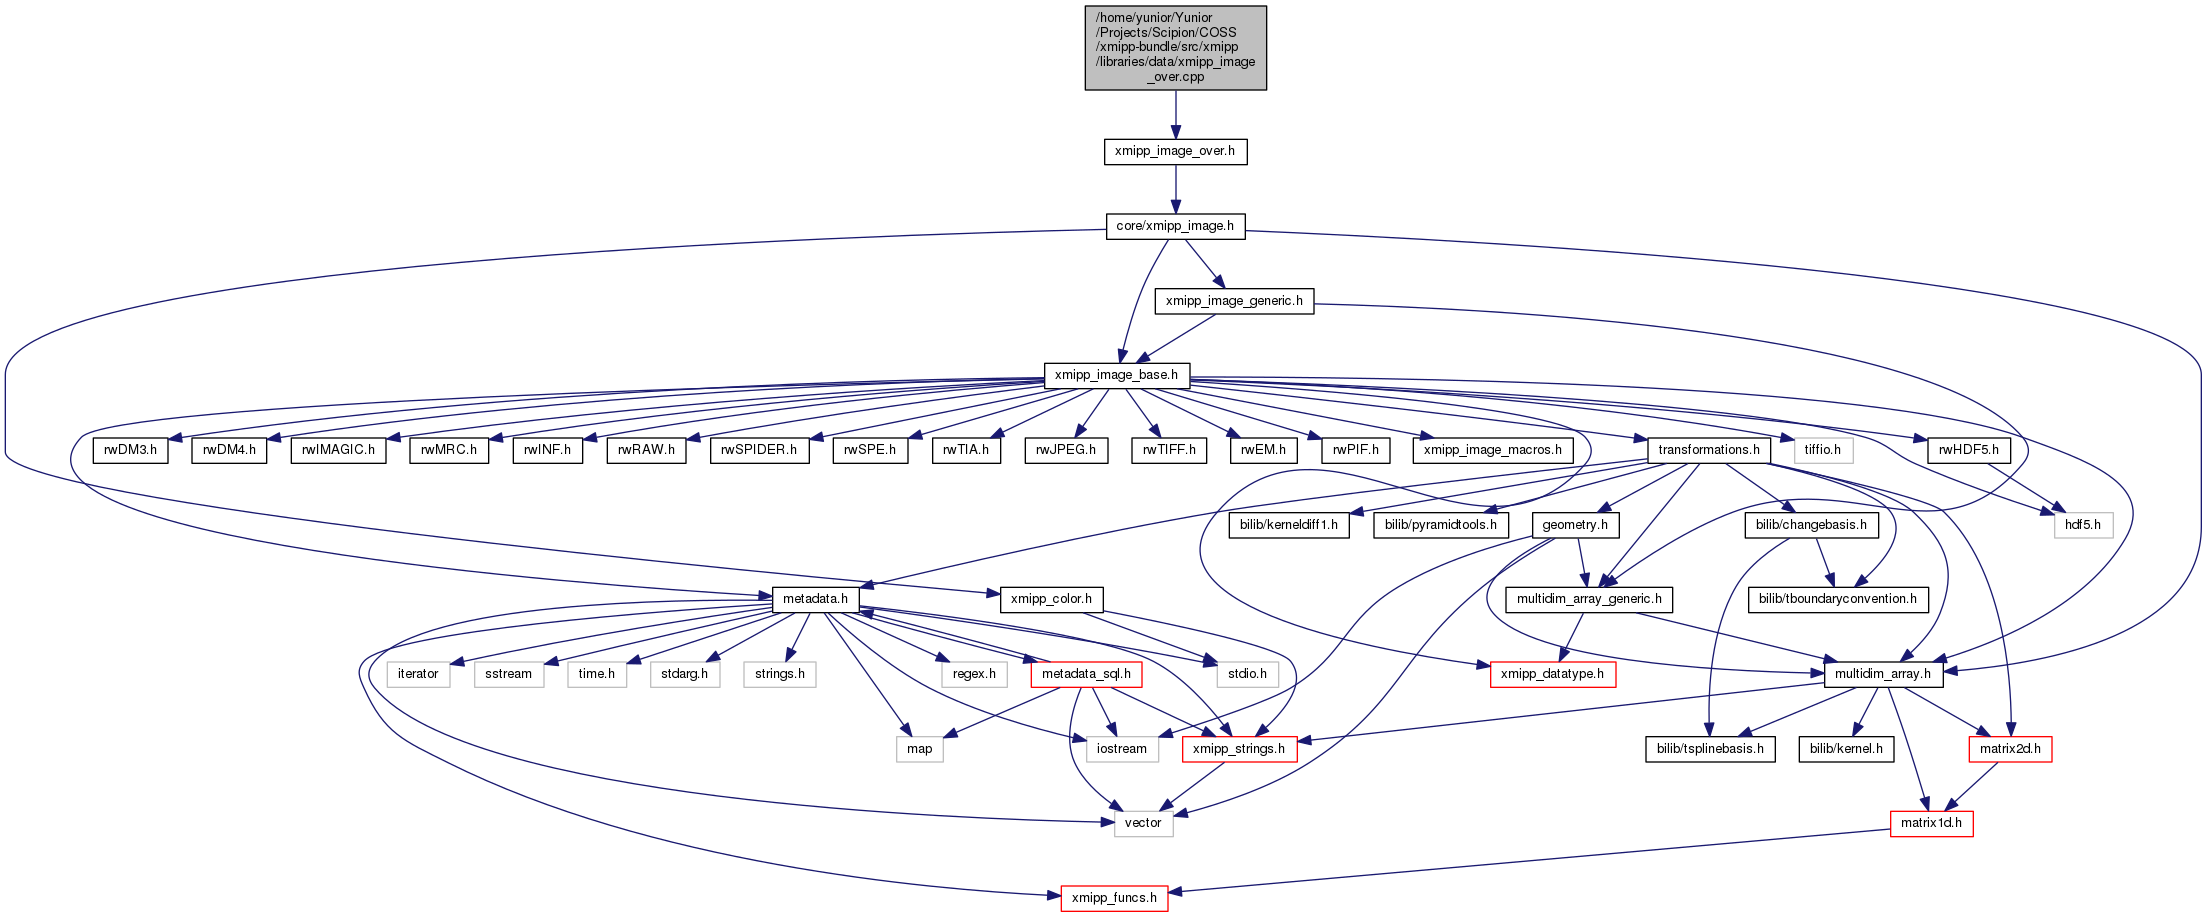 /home/yunior/Yunior
/Projects/Scipion/COSS
/xmipp-bundle/src/xmipp
/libraries/data/xmipp_image
_over.cpp
xmipp_image_over.h
core/xmipp_image.h
xmipp_image_generic.h
xmipp_image_base.h
rwDM3.h
rwDM4.h
rwIMAGIC.h
rwMRC.h
rwINF.h
rwRAW.h
rwSPIDER.h
rwSPE.h
rwTIA.h
rwJPEG.h
rwTIFF.h
rwEM.h
rwPIF.h
xmipp_image_macros.h
transformations.h
tiffio.h
rwHDF5.h
bilib/kerneldiff1.h
bilib/pyramidtools.h
geometry.h
bilib/changebasis.h
hdf5.h
metadata.h
xmipp_color.h
multidim_array_generic.h
bilib/tboundaryconvention.h
iterator
sstream
time.h
stdarg.h
strings.h
regex.h
metadata_sql.h
stdio.h
xmipp_datatype.h
multidim_array.h
map
iostream
xmipp_strings.h
bilib/tsplinebasis.h
bilib/kernel.h
matrix2d.h
vector
matrix1d.h
xmipp_funcs.h